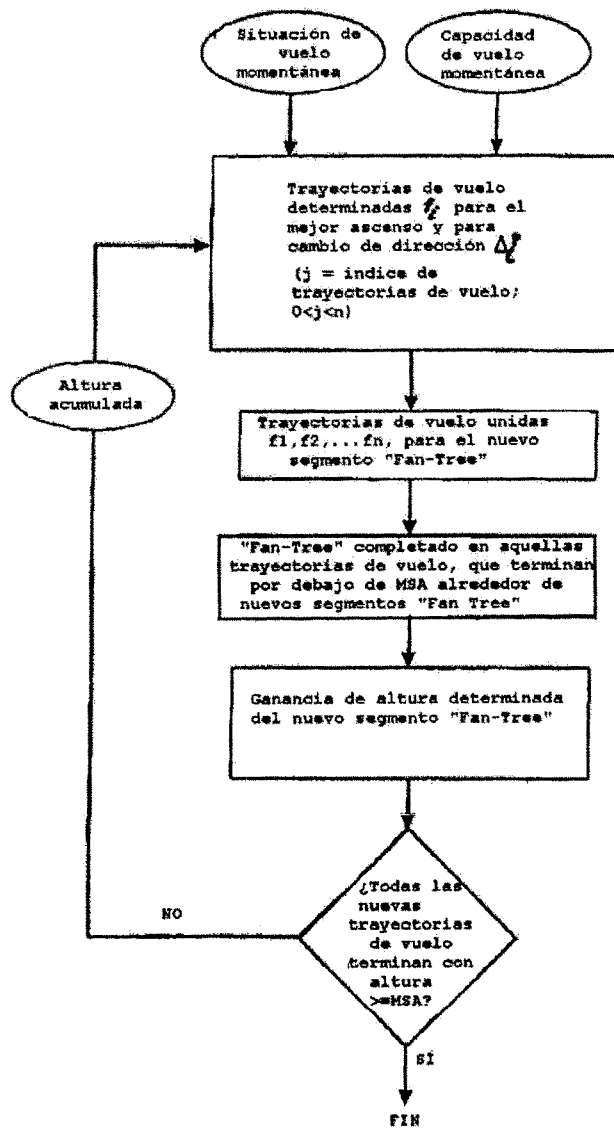 Situación de
vuelo
momentánea
Capacidad
de vuelo
momentánea
Trayectorias de vuelo
determinadas para el
mejor ascenso y para
cambio de dirección
(j = indice de
trayectorias de vuelo;
0<j<n)
Altura
acumulada
Trayectorias de vuelo unidas
f1,f2,...fn, para el nuevo
segmento "Fan-Tree"
"Fan-Tree" completado en aquellas
trayectorias de vuelo, que terminan
por debajo de MSA alrededor de
nuevos segmentos "Fan Tree"
Ganancia de altura determinada
del nuevo segmento "Fan-Tree"
¿Todas las
nuevas
trayectorias
de vuelo
terminan con
altura
>=MSA?
NO
SÍ
FIN